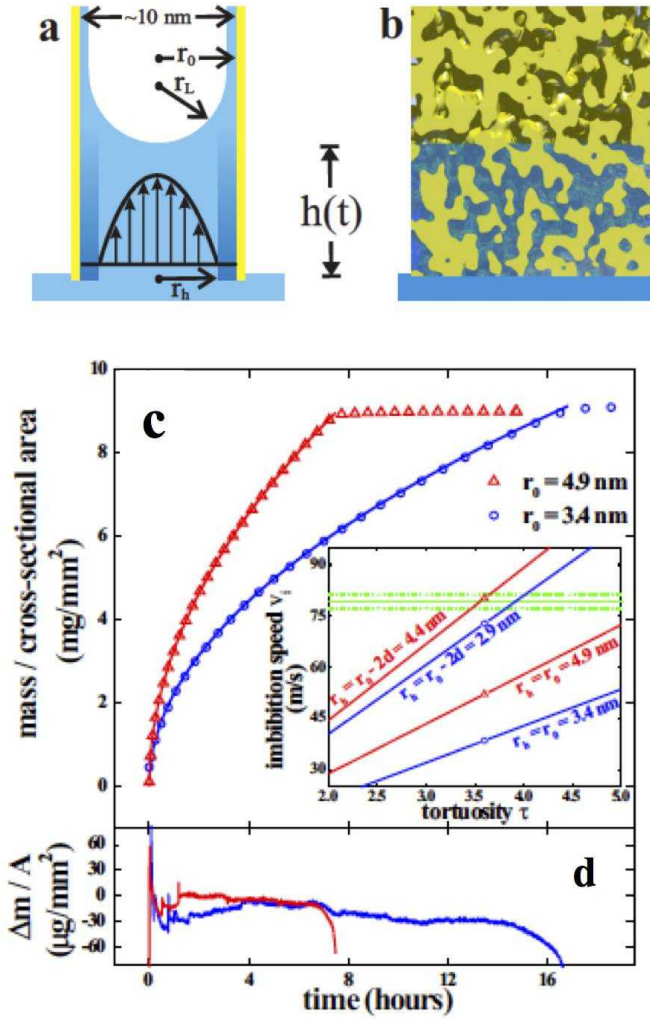 a
~10 nm
r0
rL
rh
h(t)
b
c
10
8
6
4
2
0
mass / cross-sectional area
(mg/mm²)
r0 = 4.9 nm
r0 = 3.4 nm
90
75
60
45
30
imbibition speed vi
(m/s)
rh = r0 - 2d = 4.4 nm
rh = r0 - 2d = 2.9 nm
rh = r0 = 4.9 nm
rh = r0 = 3.4 nm
2.0 2.5 3.0 3.5 4.0 4.5 5.0
tortuosity τ
d
60
30
0
-30
-60
Δm / A
(μg/mm²)
0 4 8 12 16
time (hours)